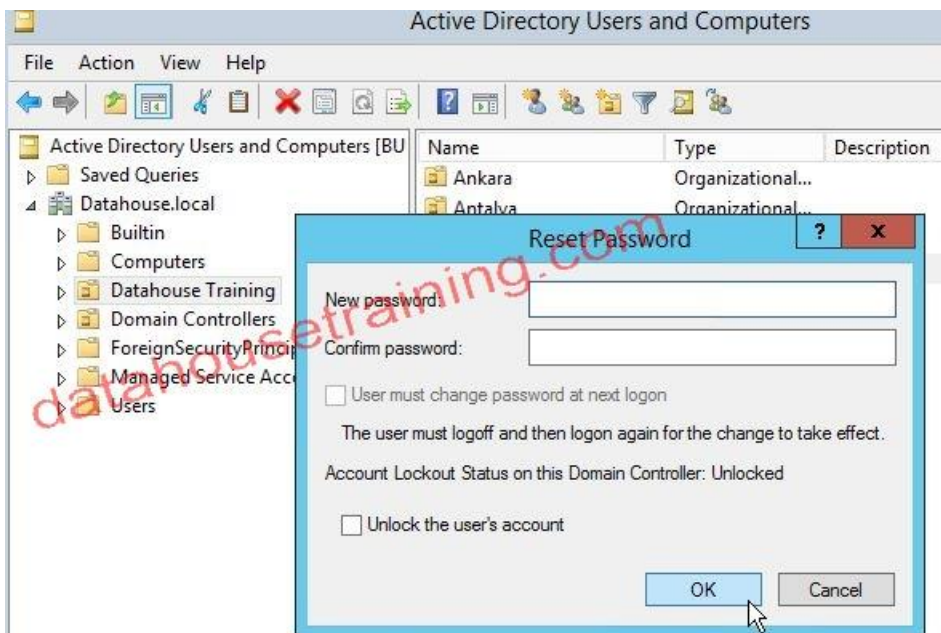 Active Directory Users and Computers
File Action View Help
Active Directory Users and Computers [BU
Saved Queries
Datahouse.local
Builtin
Computers
Datahouse Training
Domain Controllers
ForeignSecurityPrincip
Managed Service Acc
Users
Name Type Description
Ankara Organizational...
Antalya Organizational...
Reset Password ? x
New password:
Confirm password:
User must change password at next logon
The user must logoff and then logon again for the change to take effect.
Account Lockout Status on this Domain Controller: Unlocked
Unlock the user's account
OK Cancel
datahousetraining.com